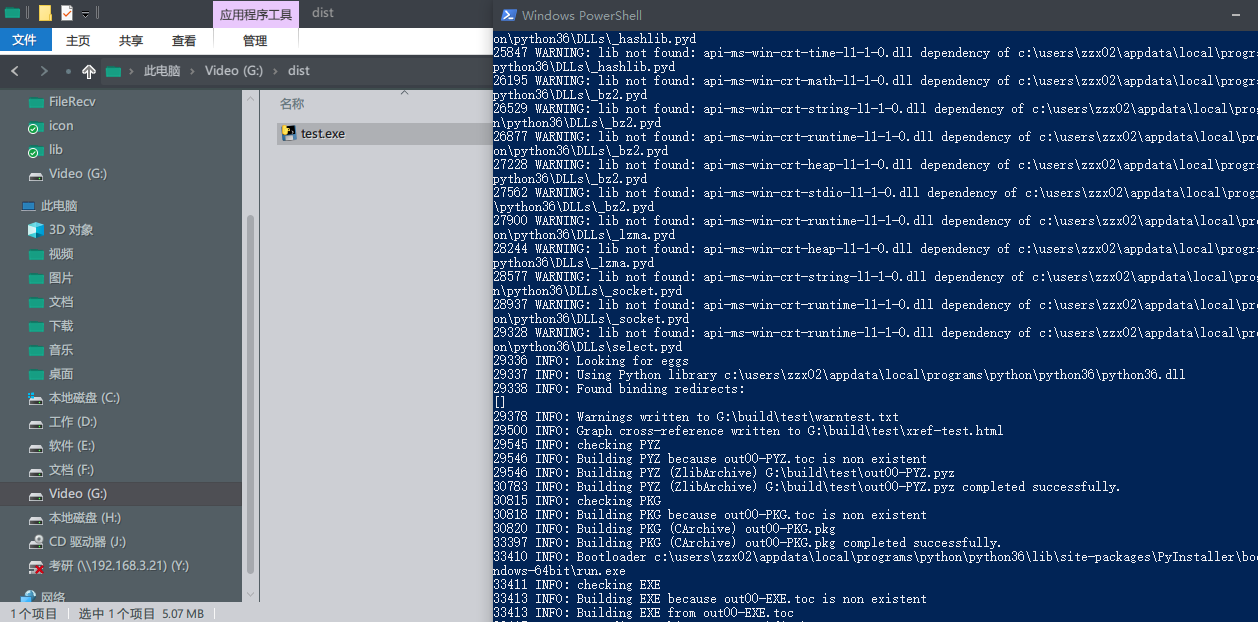 应用程序工具
dist
文件
主页
共享
查看
管理
此电脑
Video (G:)
dist
FileRecv
icon
lib
Video (G:)
此电脑
3D 对象
视频
图片
文档
下载
音乐
桌面
本地磁盘 (C:)
工作 (D:)
软件 (E:)
文档 (F:)
Video (G:)
本地磁盘 (H:)
CD 驱动器 (J:)
考研 (\\192.168.3.21) (Y:)
网络
名称
test.exe
1 个项目
选中 1 个项目 5.07 MB
Windows PowerShell
on\python36\DLLs\_hashlib.pyd
25847 WARNING: lib not found: api-ms-win-crt-time-l1-1-0.dll dependency of c:\users\zzx02\appdata\local\progr
python36\DLLs\_hashlib.pyd
26195 WARNING: lib not found: api-ms-win-crt-math-l1-1-0.dll dependency of c:\users\zzx02\appdata\local\progr
python36\DLLs\_bz2.pyd
26529 WARNING: lib not found: api-ms-win-crt-string-l1-1-0.dll dependency of c:\users\zzx02\appdata\local\pro
n\python36\DLLs\_bz2.pyd
26877 WARNING: lib not found: api-ms-win-crt-runtime-l1-1-0.dll dependency of c:\users\zzx02\appdata\local\pr
on\python36\DLLs\_bz2.pyd
27228 WARNING: lib not found: api-ms-win-crt-heap-l1-1-0.dll dependency of c:\users\zzx02\appdata\local\progr
python36\DLLs\_bz2.pyd
27562 WARNING: lib not found: api-ms-win-crt-stdio-l1-1-0.dll dependency of c:\users\zzx02\appdata\local\prog
\python36\DLLs\_bz2.pyd
27900 WARNING: lib not found: api-ms-win-crt-runtime-l1-1-0.dll dependency of c:\users\zzx02\appdata\local\pr
on\python36\DLLs\_lzma.pyd
28244 WARNING: lib not found: api-ms-win-crt-heap-l1-1-0.dll dependency of c:\users\zzx02\appdata\local\progr
python36\DLLs\_lzma.pyd
28577 WARNING: lib not found: api-ms-win-crt-string-l1-1-0.dll dependency of c:\users\zzx02\appdata\local\pro
n\python36\DLLs\_socket.pyd
28937 WARNING: lib not found: api-ms-win-crt-runtime-l1-1-0.dll dependency of c:\users\zzx02\appdata\local\pr
on\python36\DLLs\_socket.pyd
29328 WARNING: lib not found: api-ms-win-crt-runtime-l1-1-0.dll dependency of c:\users\zzx02\appdata\local\pr
on\python36\DLLs\select.pyd
29336 INFO: Looking for eggs
29337 INFO: Using Python library c:\users\zzx02\appdata\local\programs\python\python36\python36.dll
29338 INFO: Found binding redirects:
[]
29378 INFO: Warnings written to G:\build\test\warntest.txt
29500 INFO: Graph cross-reference written to G:\build\test\xref-test.html
29545 INFO: checking PYZ
29546 INFO: Building PYZ because out00-PYZ.toc is non existent
29546 INFO: Building PYZ (ZlibArchive) G:\build\test\out00-PYZ.pyz
30783 INFO: Building PYZ (ZlibArchive) G:\build\test\out00-PYZ.pyz completed successfully.
30815 INFO: checking PKG
30818 INFO: Building PKG because out00-PKG.toc is non existent
30820 INFO: Building PKG (CArchive) out00-PKG.pkg
33397 INFO: Building PKG (CArchive) out00-PKG.pkg completed successfully.
33410 INFO: Bootloader c:\users\zzx02\appdata\local\programs\python\python36\lib\site-packages\PyInstaller\bo
ndows-64bit\run.exe
33411 INFO: checking EXE
33413 INFO: Building EXE because out00-EXE.toc is non existent
33413 INFO: Building EXE from out00-EXE.toc